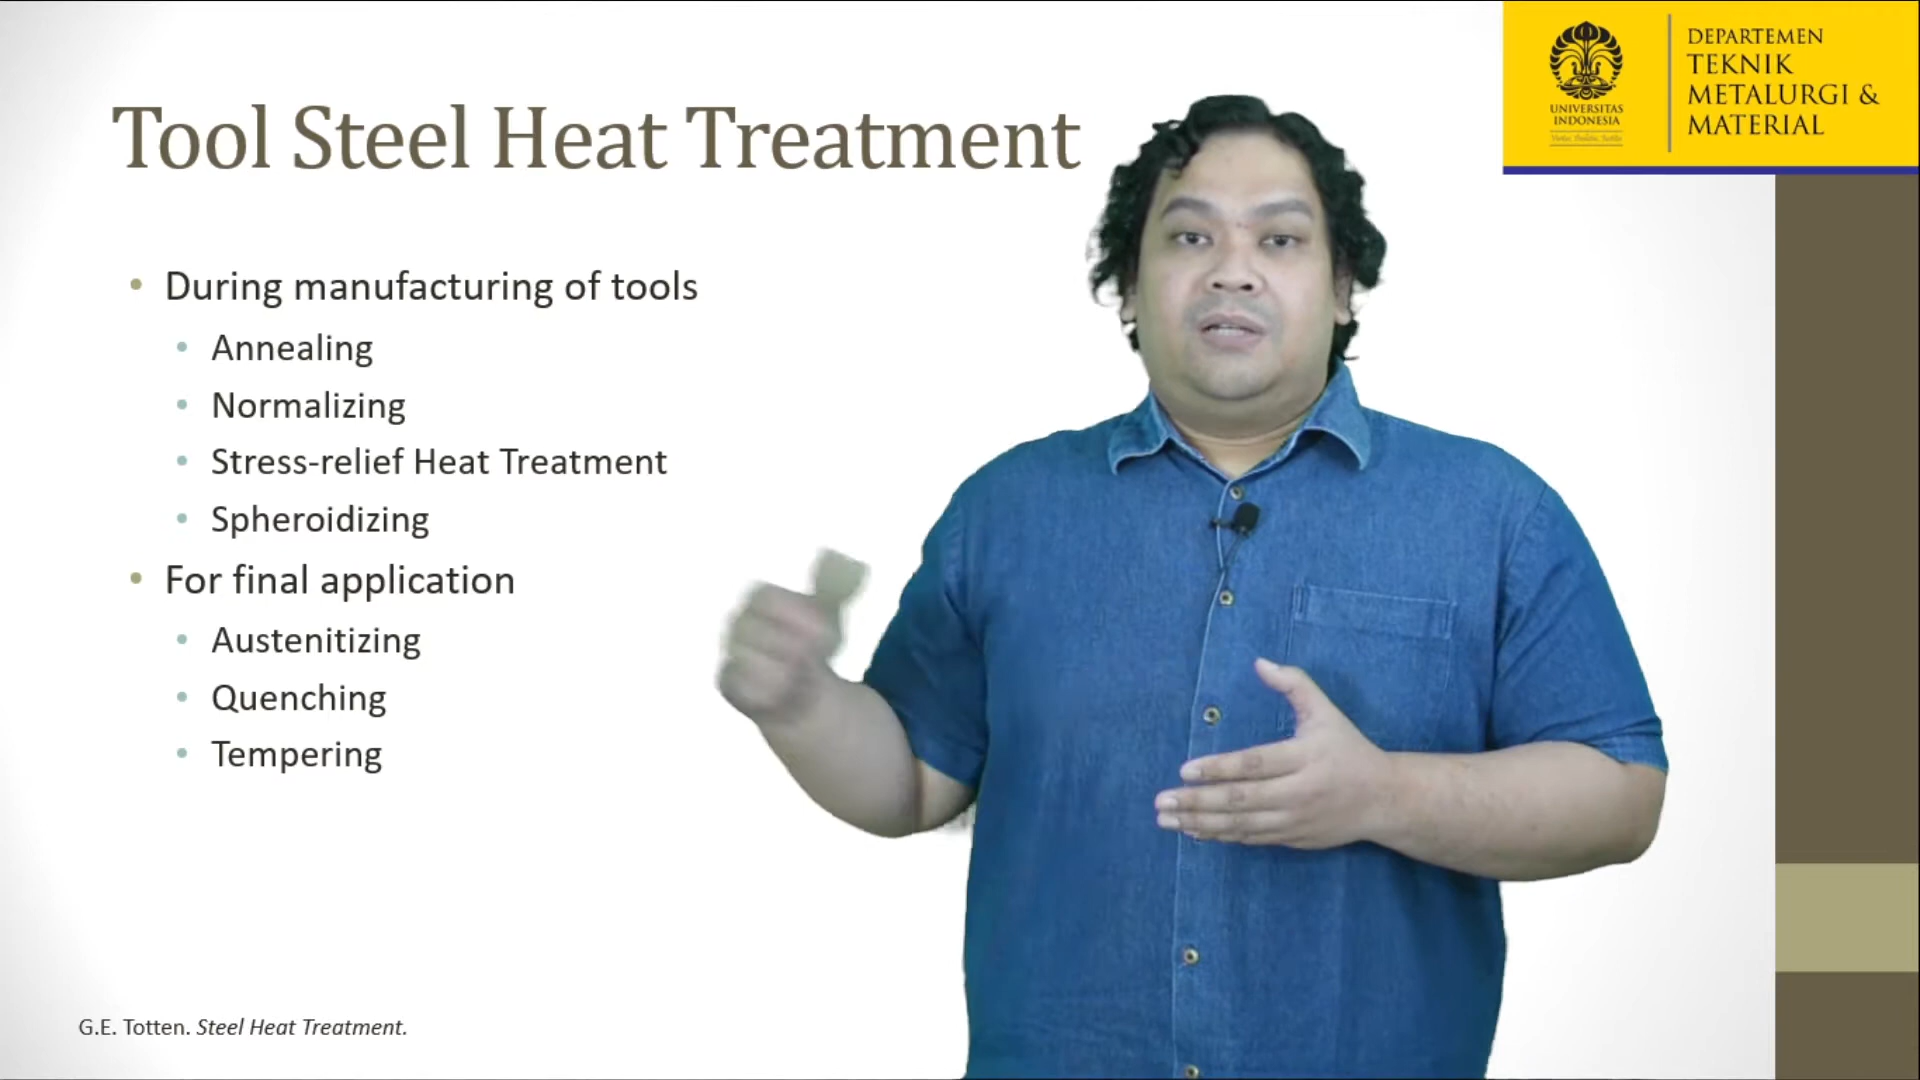 Tool Steel Heat Treatment
• During manufacturing of tools
• Annealing
• Normalizing
• Stress-relief Heat Treatment
• Spheroidizing
• For final application
• Austenitizing
• Quenching
• Tempering
G.E. Totten. Steel Heat Treatment.
UNIVERSITAS
INDONESIA
DEPARTEMEN
TEKNIK
METALURGI &
MATERIAL